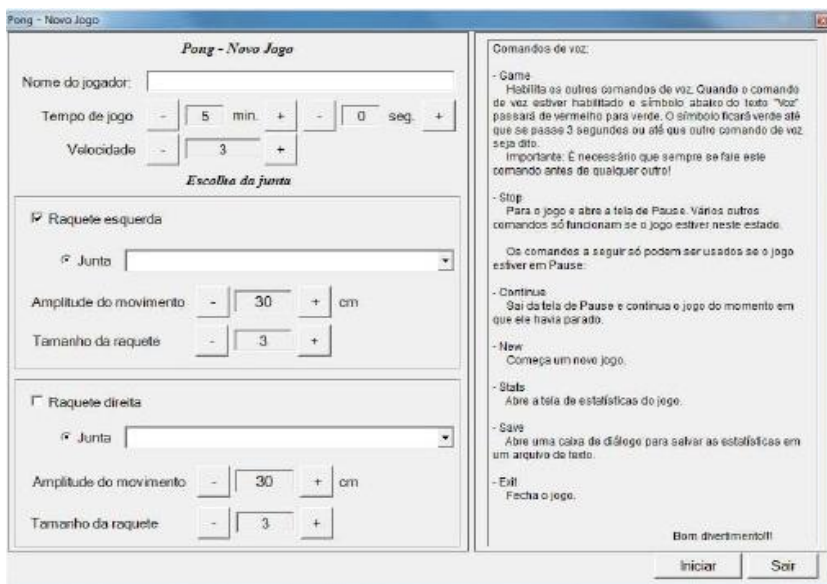 Pong - Novo Jogo
Pong - Novo Jogo
Nome do jogador:
Tempo de jogo - 5 min. + - 0 seg. +
Velocidade - 3 +
Escolha da junta
Raquete esquerda
Junta
Amplitude do movimento - 30 + cm
Tamanho da raquete - 3 +
Raquete direita
Junta
Amplitude do movimento - 30 + cm
Tamanho da raquete - 3 +
Comandos de voz:
- Game
Habilita os outros comandos de voz. Quando o comando
de voz estiver habilitado o símbolo abaixo do texto "Voz"
passará de vermelho para verde. O símbolo ficará verde até
que se passe 3 segundos ou até que outro comando de voz
seja dito.
Importante: É necessário que sempre se fale este
comando antes de qualquer outro!
- Stop
Para o jogo e abre a tela de Pause. Vários outros
comandos só funcionam se o jogo estiver neste estado.
Os comandos a seguir só podem ser usados se o jogo
estiver em Pause:
- Continue
Sai da tela de Pause e continua o jogo do momento em
que ele havia parado.
- New
Começa um novo jogo.
- Stats
Abre a tela de estatísticas do jogo.
- Save
Abre uma caixa de diálogo para salvar as estatísticas em
um arquivo de texto.
- Exit
Fecha o jogo.
Bom divertimento!!!
Iniciar Sair